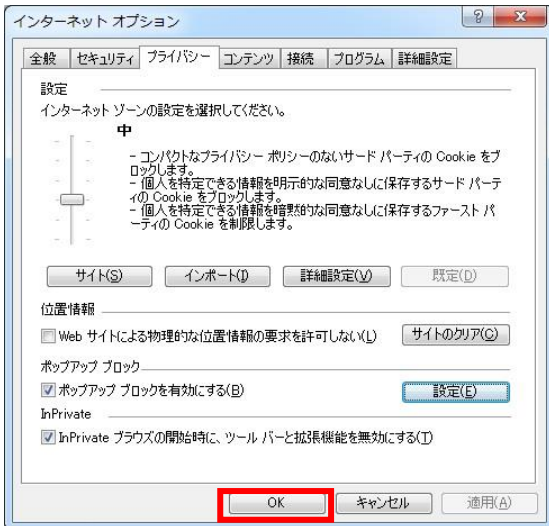 インターネット オプション
全般 セキュリティ プライバシー コンテンツ 接続 プログラム 詳細設定
設定
インターネット ゾーンの設定を選択してください。
中
- コンパクトなプライバシー ポリシーのないサード パーティの Cookie をブ
ロックします。
- 個人を特定できる情報を明示的な同意なしに保存するサード パーテ
ィの Cookie をブロックします。
- 個人を特定できる情報を暗黙的な同意なしに保存するファースト パ
ーティの Cookie を制限します。
サイト(S) インポート(I) 詳細設定(V) 既定(D)
位置情報
Web サイトによる物理的な位置情報の要求を許可しない(L) サイトのクリア(C)
ポップアップ ブロック
ポップアップ ブロックを有効にする(B) 設定(E)
InPrivate
InPrivate ブラウズの開始時に、ツール バーと拡張機能を無効にする(T)
OK キャンセル 適用(A)